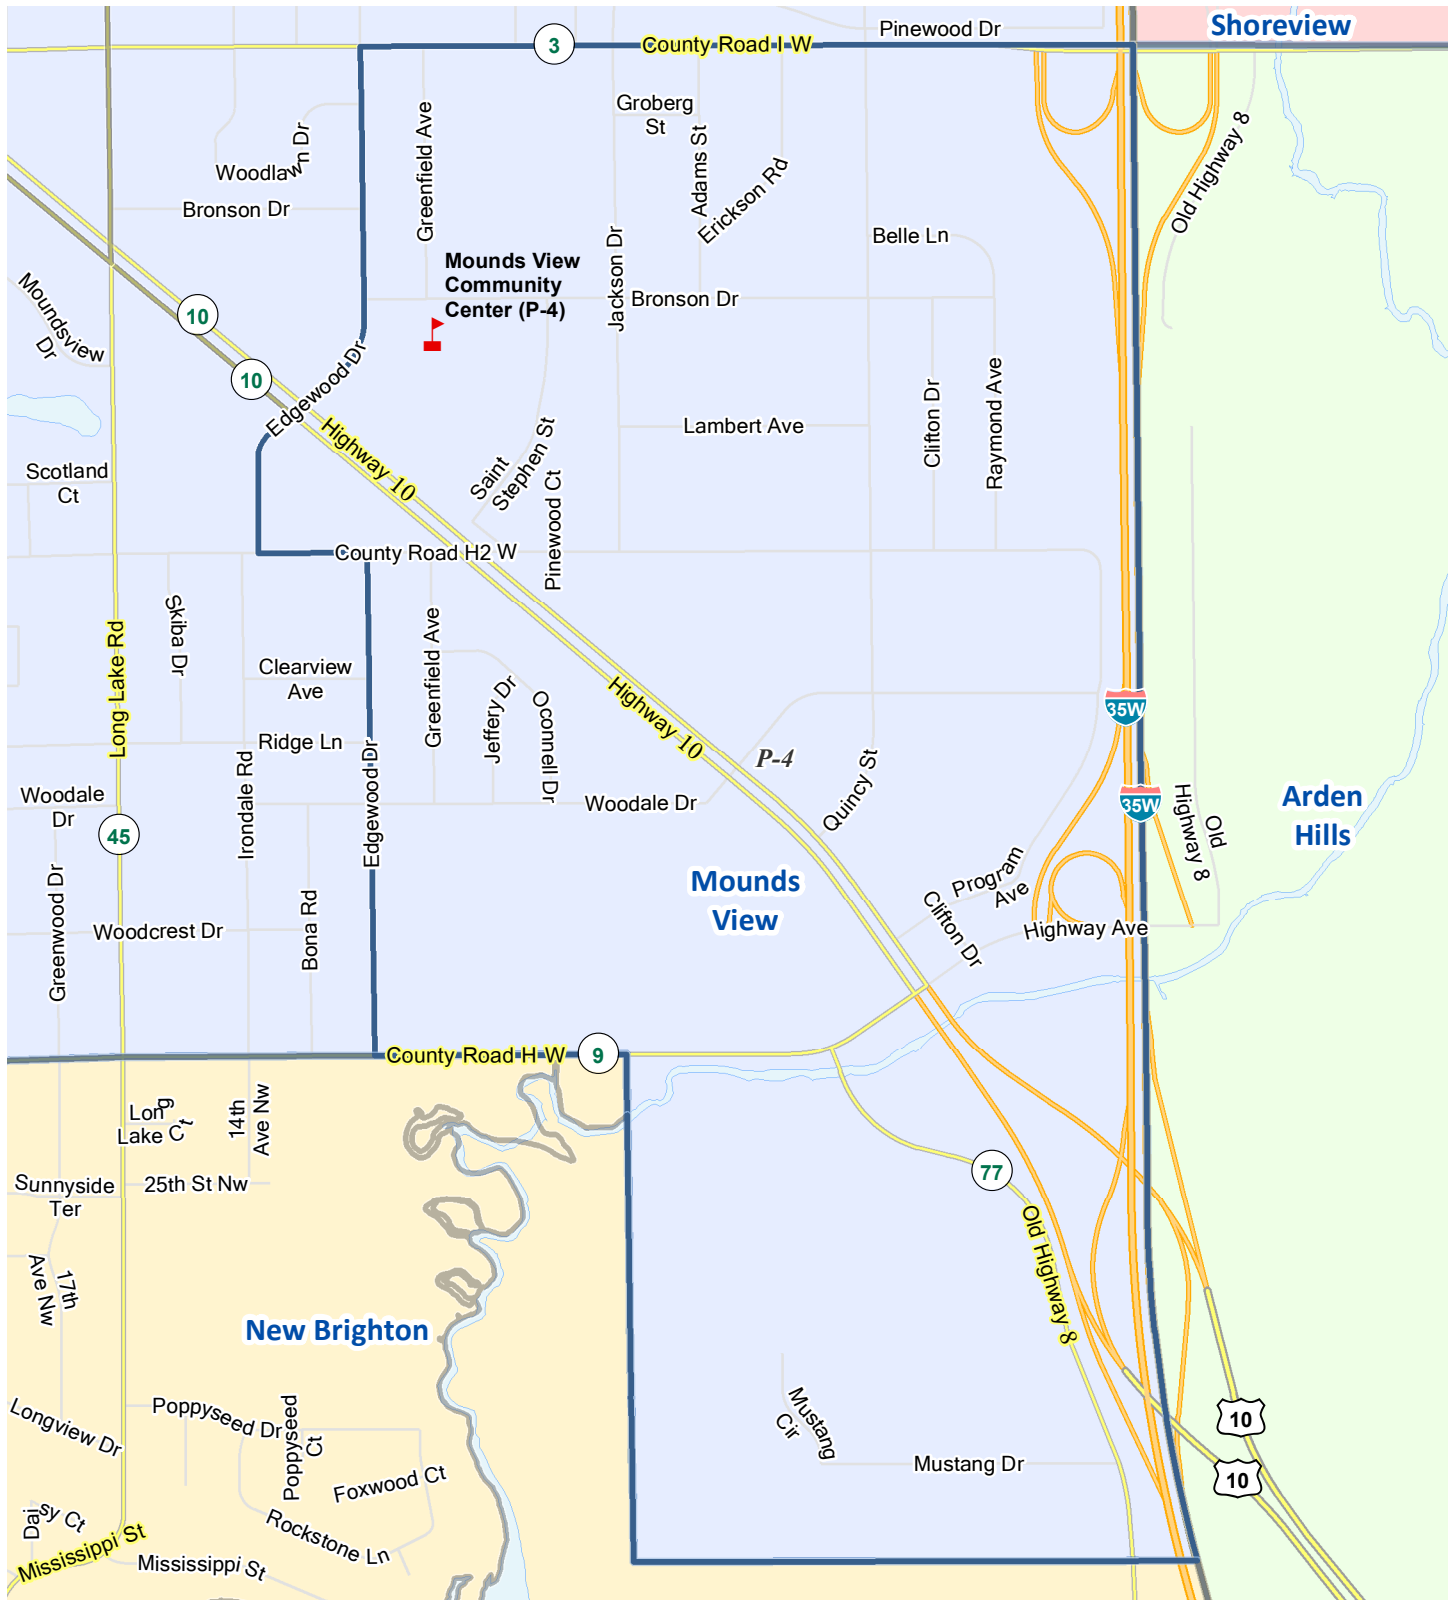 Pinewood Dr
Shoreview
3
County Road I W
Groberg
St
Greenfield Ave
Adams St
Erickson Rd
Old Highway 8
Woodlawn Dr
Bronson Dr
Belle Ln
Jackson Dr
Mounds View
Community
Center (P-4)
Bronson Dr
Moundsview
Dr
10
10
Edgewood Dr
Highway 10
Clifton Dr
Raymond Ave
Lambert Ave
Saint
Stephen St
Pinewood Ct
Scotland
Ct
County Road H2 W
Skiba Dr
Long Lake Rd
Clearview
Ave
Greenfield Ave
Jeffery Dr
Oconnell Dr
Highway 10
35W
Ridge Ln
Irondale Rd
Edgewood Dr
P-4
Quincy St
Woodale
Dr
Woodale Dr
35W
Old
Highway 8
Arden
Hills
45
Greenwood Dr
Mounds
View
Program
Ave
Clifton Dr
Highway Ave
Woodcrest Dr
Bona Rd
County Road H W
9
Long
Lake Ct
14th
Ave Nw
77
Sunnyside
Ter
25th St Nw
Old Highway 8
17th
Ave Nw
New Brighton
Mustang
Cir
Poppyseed Dr
Poppyseed
Ct
Longview Dr
10
Mustang Dr
10
Foxwood Ct
Daisy Ct
Rockstone Ln
Mississippi St
Mississippi St